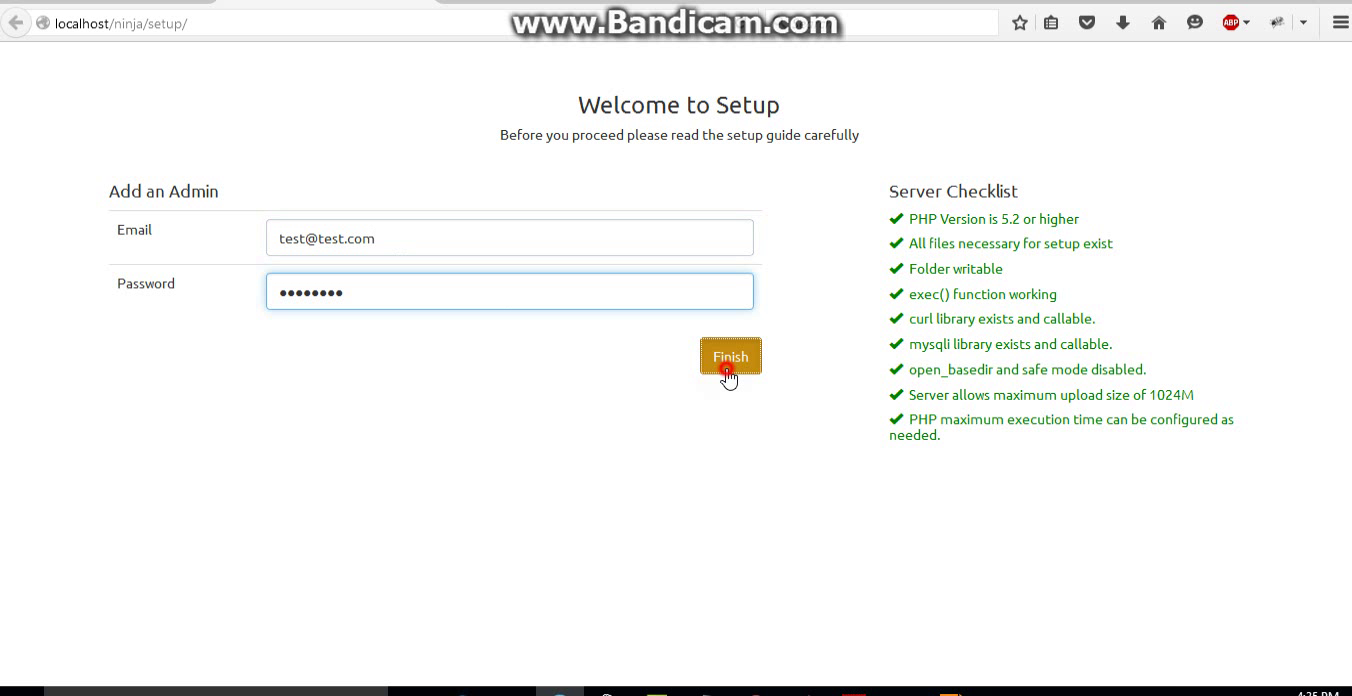 localhost/ninja/setup/
www.Bandicam.com
ABP
Welcome to Setup
Before you proceed please read the setup guide carefully
Add an Admin
Email
test@test.com
Password
Finish
Server Checklist
PHP Version is 5.2 or higher
All files necessary for setup exist
Folder writable
exec() function working
curl library exists and callable.
mysqli library exists and callable.
open_basedir and safe mode disabled.
Server allows maximum upload size of 1024M
PHP maximum execution time can be configured as
needed.
4:25 PM